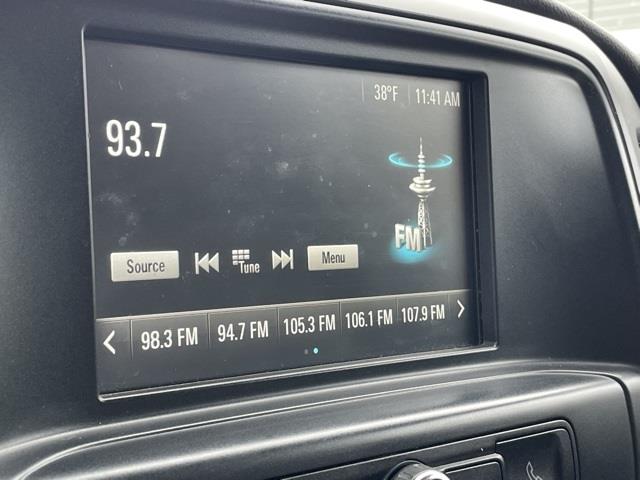 38°F 11:41 AM
93.7
FM
Source Tune Menu
98.3 FM 94.7 FM 105.3 FM 106.1 FM 107.9 FM